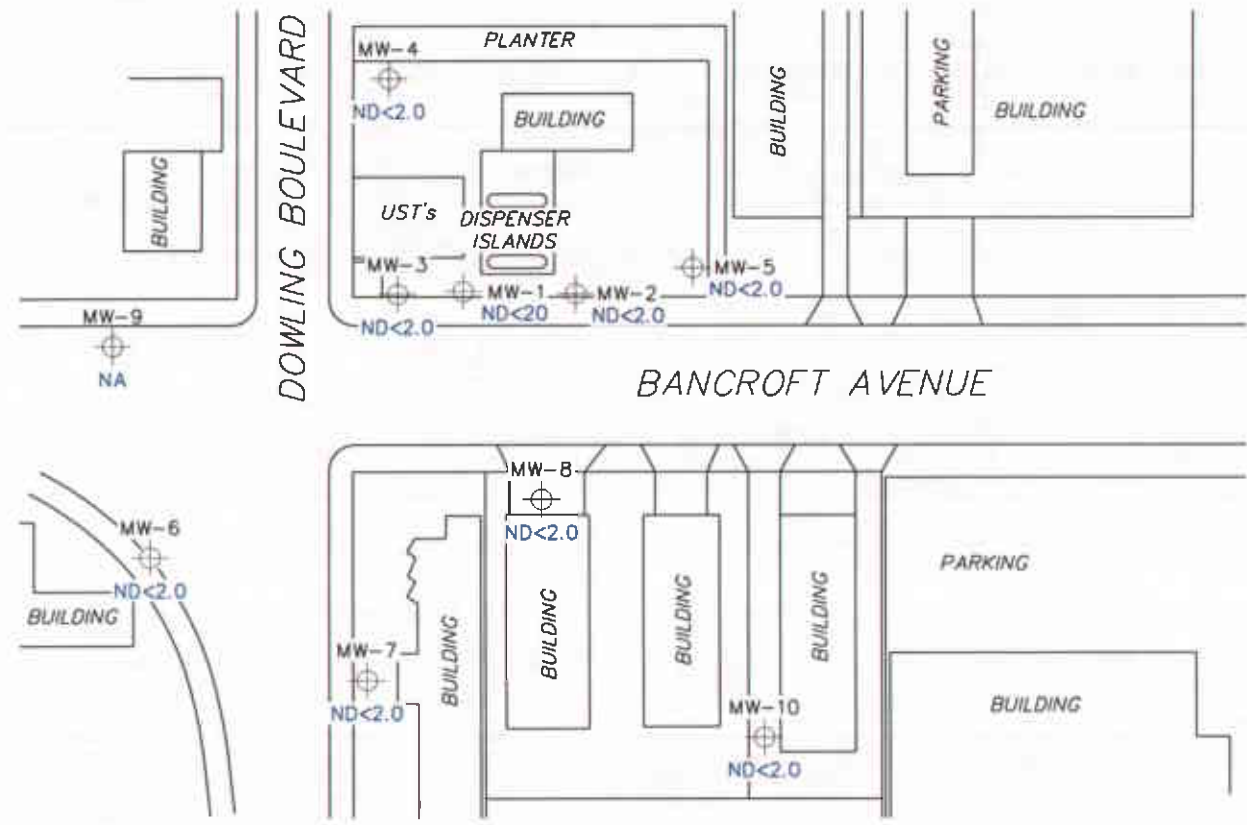 DOWLING BOULEVARD
PLANTER
MW-4
ND<2.0
BUILDING
BUILDING
PARKING
BUILDING
BUILDING
UST's
DISPENSER
ISLANDS
MW-3
ND<2.0
MW-1
ND<20
MW-2
ND<2.0
MW-5
ND<2.0
MW-9
NA
BANCROFT AVENUE
MW-6
ND<2.0
BUILDING
MW-7
ND<2.0
BUILDING
MW-8
ND<2.0
BUILDING
BUILDING
BUILDING
MW-10
ND<2.0
PARKING
BUILDING